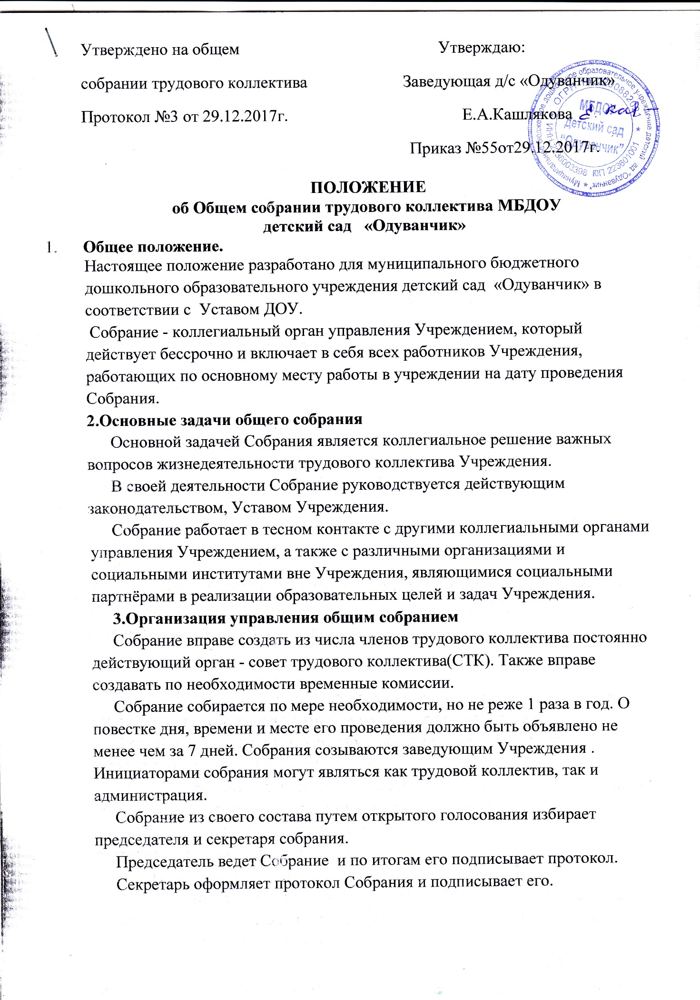 Утверждено на общем
Утверждаю:
собрании трудового коллектива
Заведующая д/с «Одуванчик»
Протокол №3 от 29.12.2017г.
Е.А.Кашлякова
Приказ №55от29.12.2017г.
МБДОУ
детский сад
“Одуванчик”
ПОЛОЖЕНИЕ
об Общем собрании трудового коллектива МБДОУ
детский сад «Одуванчик»
1. Общее положение.
Настоящее положение разработано для муниципального бюджетного
дошкольного образовательного учреждения детский сад «Одуванчик» в
соответствии с Уставом ДОУ.
Собрание - коллегиальный орган управления Учреждением, который
действует бессрочно и включает в себя всех работников Учреждения,
работающих по основному месту работы в учреждении на дату проведения
Собрания.
2.Основные задачи общего собрания
Основной задачей Собрания является коллегиальное решение важных
вопросов жизнедеятельности трудового коллектива Учреждения.
В своей деятельности Собрание руководствуется действующим
законодательством, Уставом Учреждения.
Собрание работает в тесном контакте с другими коллегиальными органами
управления Учреждением, а также с различными организациями и
социальными институтами вне Учреждения, являющимися социальными
партнёрами в реализации образовательных целей и задач Учреждения.
3.Организация управления общим собранием
Собрание вправе создать из числа членов трудового коллектива постоянно
действующий орган - совет трудового коллектива(СТК). Также вправе
создавать по необходимости временные комиссии.
Собрание собирается по мере необходимости, но не реже 1 раза в год. О
повестке дня, времени и месте его проведения должно быть объявлено не
менее чем за 7 дней. Собрания созываются заведующим Учреждения .
Инициаторами собрания могут являться как трудовой коллектив, так и
администрация.
Собрание из своего состава путем открытого голосования избирает
председателя и секретаря собрания.
Председатель ведет Собрание и по итогам его подписывает протокол.
Секретарь оформляет протокол Собрания и подписывает его.